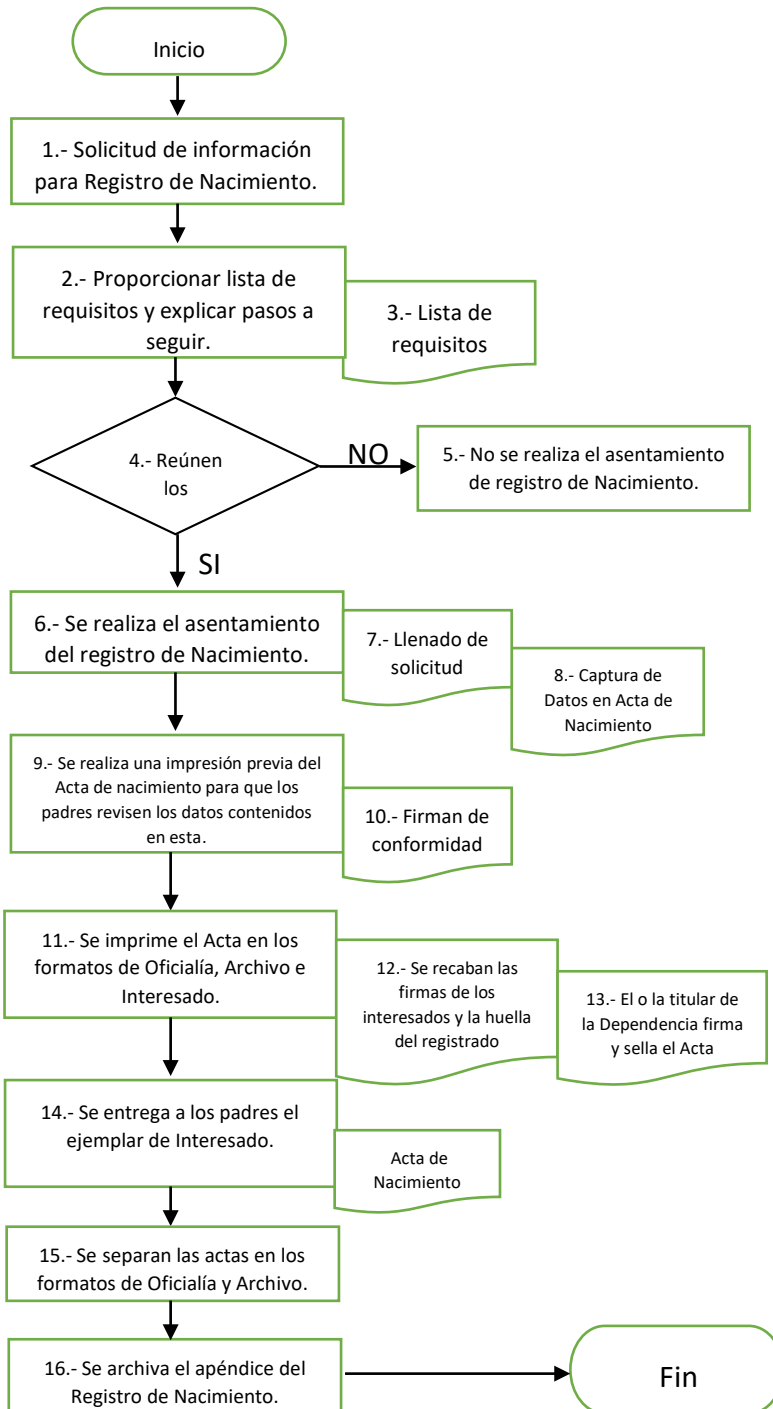 Inicio
1.- Solicitud de información
para Registro de Nacimiento.
2.- Proporcionar lista de
requisitos y explicar pasos a
seguir.
3.- Lista de
requisitos
4.- Reúnen
los
NO
5.- No se realiza el asentamiento
de registro de Nacimiento.
SI
6.- Se realiza el asentamiento
del registro de Nacimiento.
7.- Llenado de
solicitud
8.- Captura de
Datos en Acta de
Nacimiento
9.- Se realiza una impresión previa del
Acta de nacimiento para que los
padres revisen los datos contenidos
en esta.
10.- Firman de
conformidad
11.- Se imprime el Acta en los
formatos de Oficialía, Archivo e
Interesado.
12.- Se recaban las
firmas de los
interesados y la huella
del registrado
13.- El o la titular de
la Dependencia firma
y sella el Acta
14.- Se entrega a los padres el
ejemplar de Interesado.
Acta de
Nacimiento
15.- Se separan las actas en los
formatos de Oficialía y Archivo.
16.- Se archiva el apéndice del
Registro de Nacimiento.
Fin